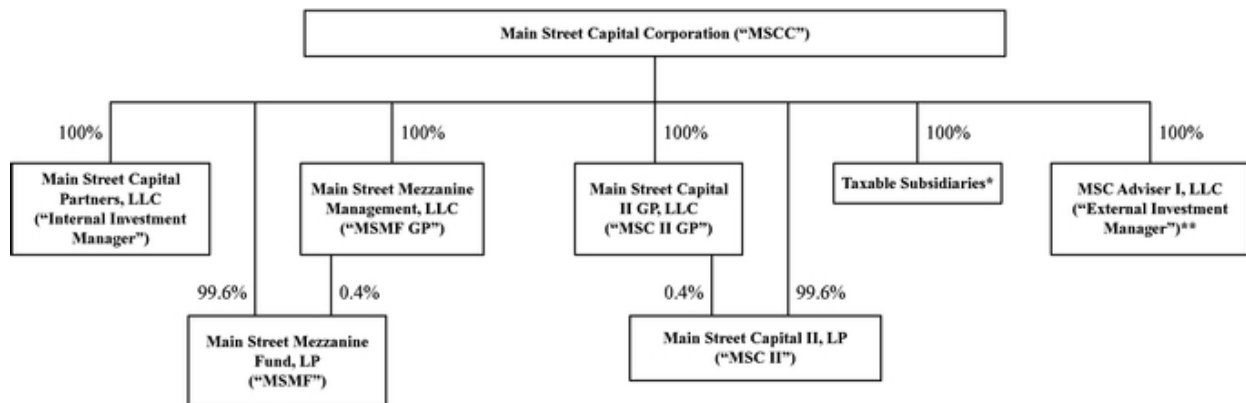 Main Street Capital Corporation (“MSCC”)
100%
100%
100%
100%
100%
Main Street Capital
Partners, LLC
(“Internal Investment
Manager”)
Main Street Mezzanine
Management, LLC
(“MSMF GP”)
Main Street Capital
II GP, LLC
(“MSC II GP”)
Taxable Subsidiaries*
MSC Adviser I, LLC
(“External Investment
Manager”)**
99.6%
0.4%
0.4%
99.6%
Main Street Mezzanine
Fund, LP
(“MSMF”)
Main Street Capital II, LP
(“MSC II”)